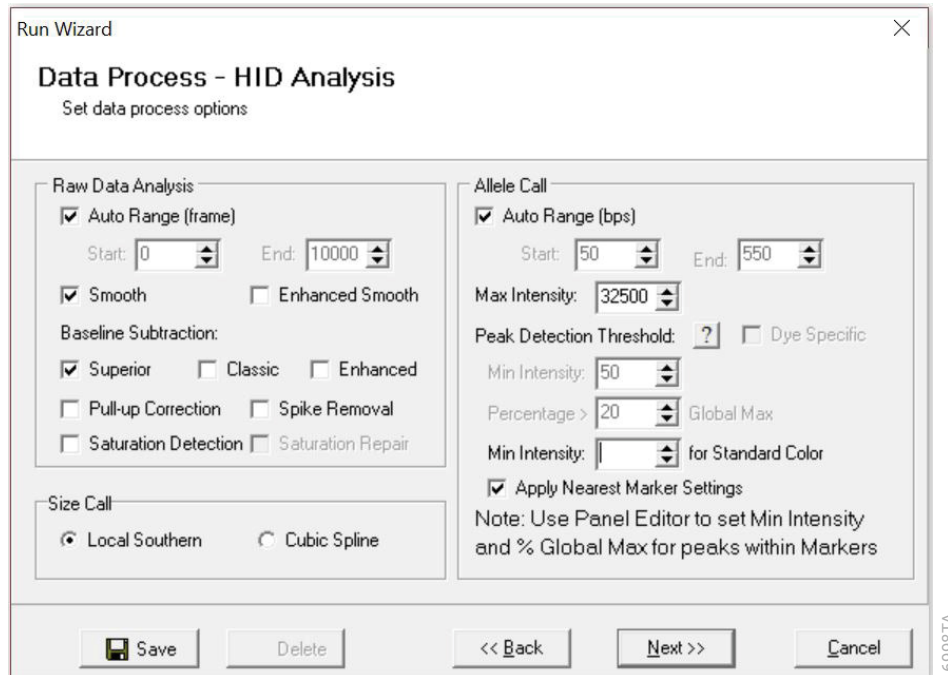 Run Wizard
Data Process - HID Analysis
Set data process options
Raw Data Analysis
Auto Range (frame)
Start: 0 End: 10000
Smooth Enhanced Smooth
Baseline Subtraction:
Superior Classic Enhanced
Pull-up Correction Spike Removal
Saturation Detection Saturation Repair
Size Call
Local Southern Cubic Spline
Allele Call
Auto Range (bps)
Start: 50 End: 550
Max Intensity: 32500
Peak Detection Threshold: ? Dye Specific
Min Intensity: 50
Percentage > 20 Global Max
Min Intensity: for Standard Color
Apply Nearest Marker Settings
Note: Use Panel Editor to set Min Intensity
and % Global Max for peaks within Markers
Save Delete << Back Next >> Cancel